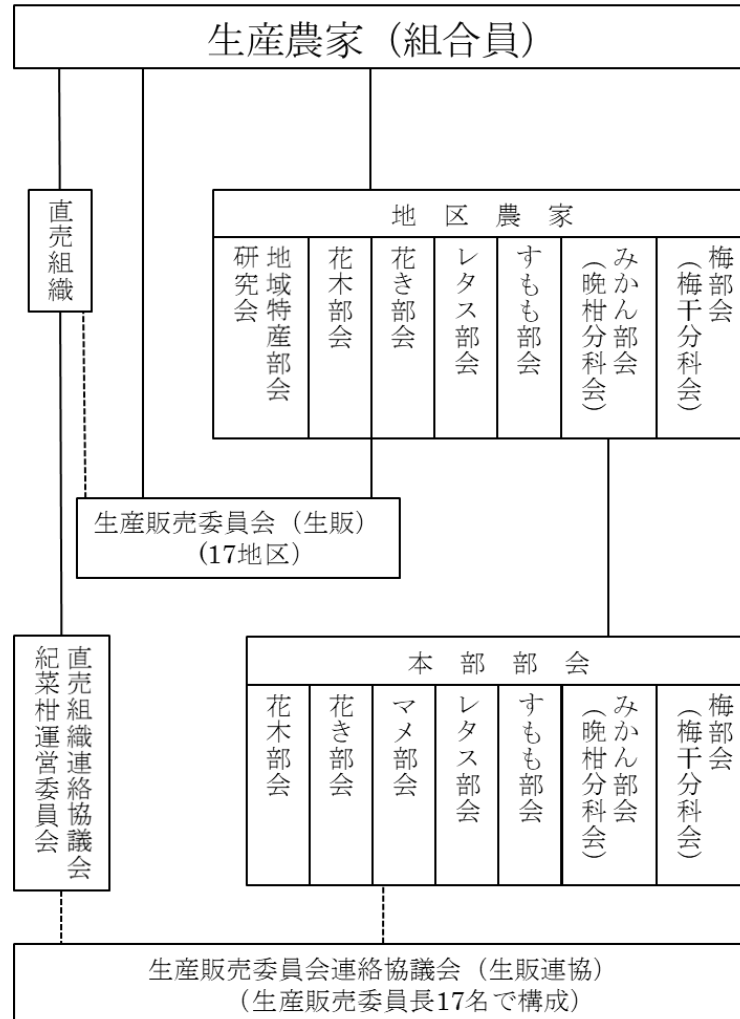 生産農家（組合員）
直売組織
地区農家
梅部会
（梅干分科会）
みかん部会
（晩柑分科会）
すもも部会
レタス部会
花き部会
花木部会
地域特産部会
研究会
生産販売委員会（生販）
（17地区）
直売組織連絡協議会
紀菜柑運営委員会
本部部会
梅部会
（梅干分科会）
みかん部会
（晩柑分科会）
すもも部会
レタス部会
マメ部会
花き部会
花木部会
生産販売委員会連絡協議会（生販連協）
（生産販売委員長17名で構成）